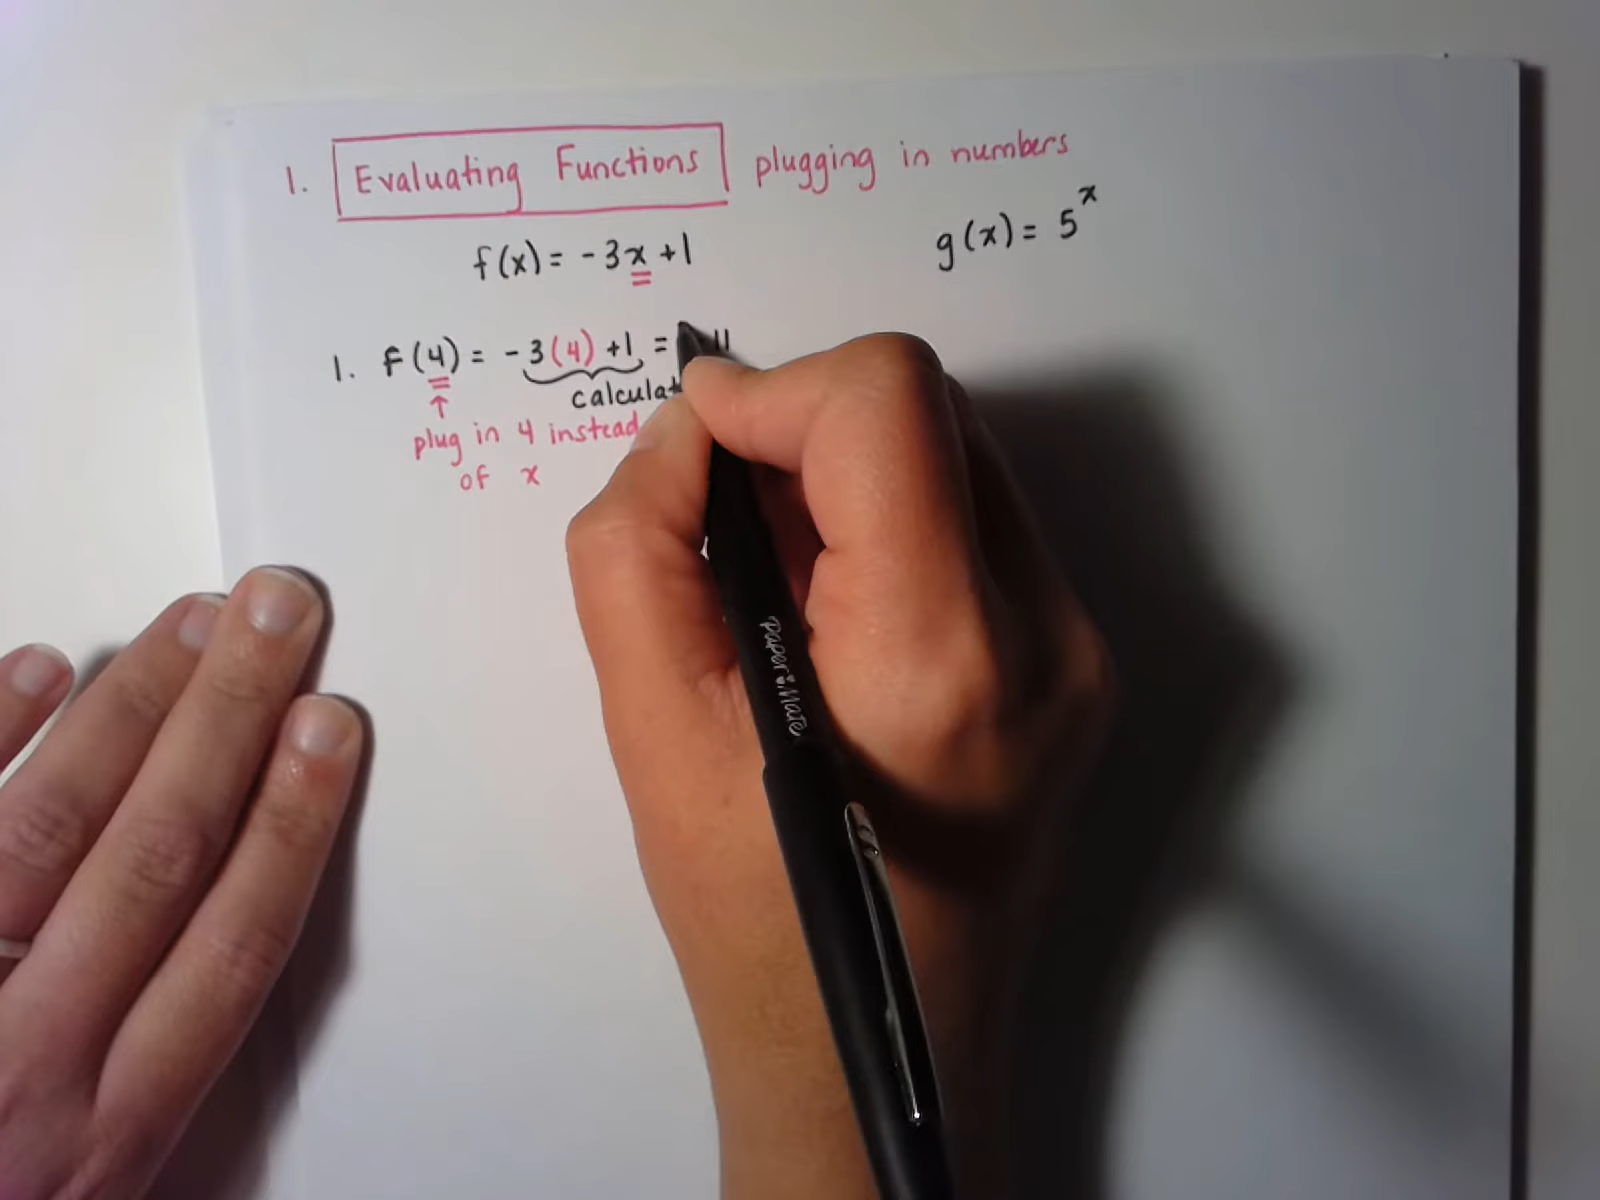 1. Evaluating Functions plugging in numbers
f(x) = -3x +1
g(x) = 5^x
1. f(4) = -3(4) +1 = 11
plug in 4 instead
of x
Paper:Mate